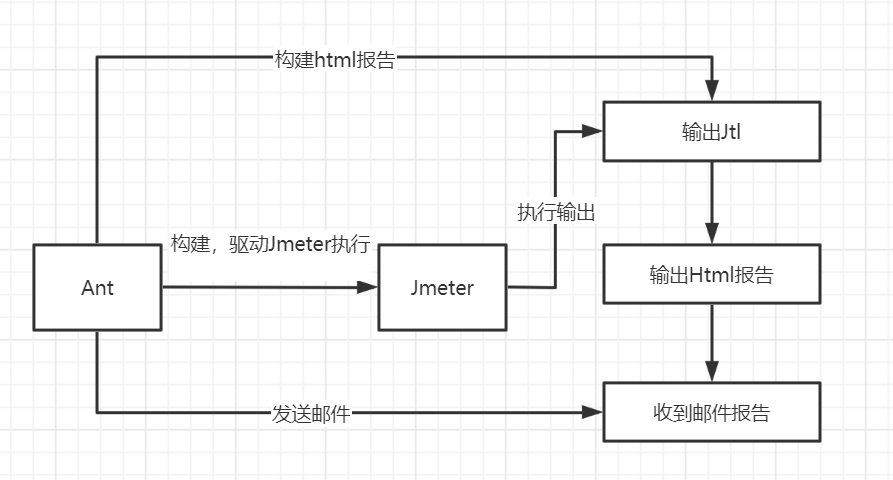 构建html报告
输出Jtl
执行输出
构建，驱动Jmeter执行
Ant
Jmeter
输出Html报告
发送邮件
收到邮件报告